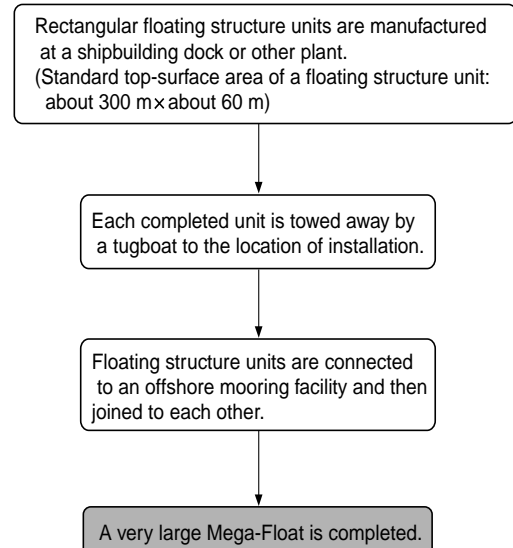 Rectangular floating structure units are manufactured
at a shipbuilding dock or other plant.
(Standard top-surface area of a floating structure unit:
about 300 m×about 60 m)
Each completed unit is towed away by
a tugboat to the location of installation.
Floating structure units are connected
to an offshore mooring facility and then
joined to each other.
A very large Mega-Float is completed.